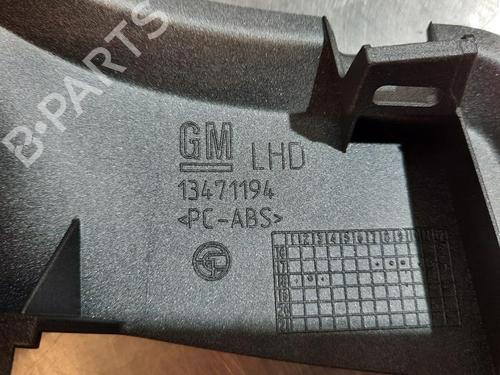 B-PARTS
GM LHD
13471194
<PC-ABS>